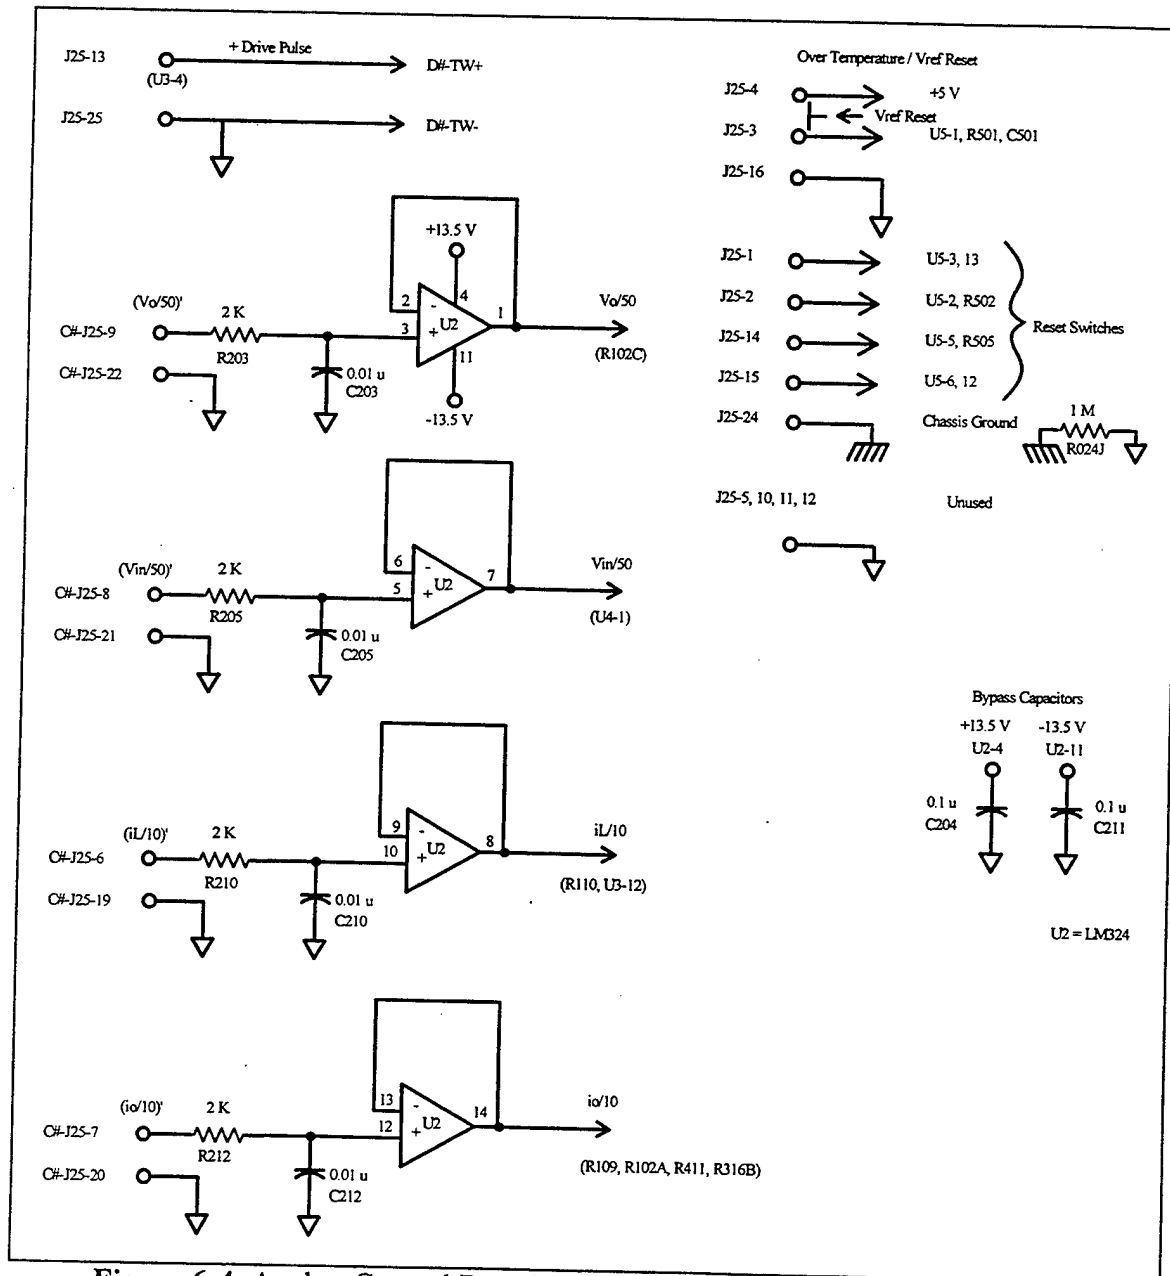 J25-13
+ Drive Pulse
D#-TW+
(U3-4)
J25-25
D#-TW-
Over Temperature / Vref Reset
J25-4
+5 V
Vref Reset
J25-3
U5-1, R501, C501
J25-16
J25-1
U5-3, 13
J25-2
U5-2, R502
Reset Switches
J25-14
U5-5, R505
J25-15
U5-6, 12
J25-24
Chassis Ground
1 M
R024J
J25-5, 10, 11, 12
Unused
+13.5 V
(Vo/50)'
2 K
2
-
4
1
Vo/50
C#-J25-9
3
+
U2
R203
11
(R102C)
C#-J25-22
0.01 u
C203
-13.5 V
(Vin/50)'
2 K
6
-
7
Vin/50
C#-J25-8
5
+
U2
R205
(U4-1)
C#-J25-21
0.01 u
C205
(iL/10)'
2 K
9
-
8
iL/10
C#-J25-6
10
+
U2
R210
(R110, U3-12)
C#-J25-19
0.01 u
C210
Bypass Capacitors
+13.5 V
-13.5 V
U2-4
U2-11
0.1 u
C204
0.1 u
C211
U2 = LM324
(io/10)'
2 K
13
-
14
io/10
C#-J25-7
12
+
U2
R212
(R109, R102A, R411, R316B)
C#-J25-20
0.01 u
C212